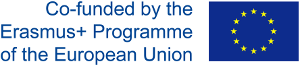 Co-funded by the
Erasmus+ Programme
of the European Union